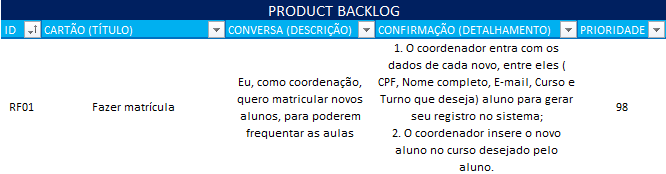 PRODUCT BACKLOG
ID CARTÃO (TÍTULO) CONVERSA (DESCRIÇÃO) CONFIRMAÇÃO (DETALHAMENTO) PRIORIDADE
RF01
Fazer matrícula
Eu, como coordenação,
quero matricular novos
alunos, para poderem
frequentar as aulas
1. O coordenador entra com os
dados de cada novo, entre eles (
CPF, Nome completo, E-mail, Curso e
Turno que deseja) aluno para gerar
seu registro no sistema;
2. O coordenador insere o novo
aluno no curso desejado pelo
aluno.
98